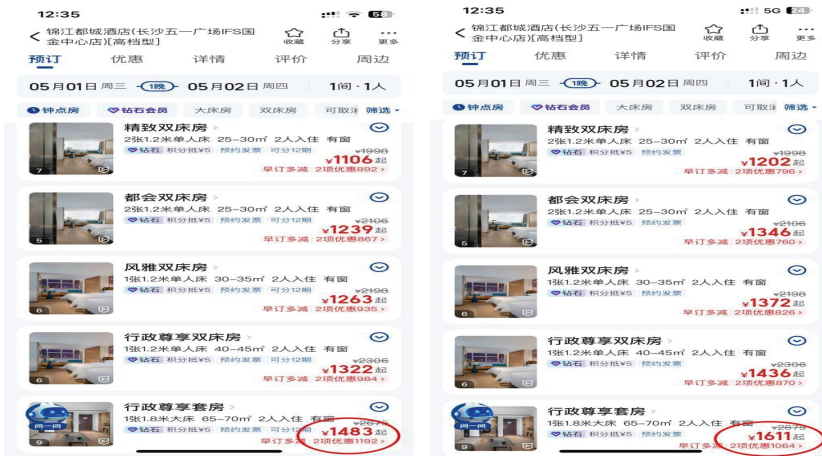 12:35
56
锦江都城酒店(长沙五一广场IFS国
金中心店)[高档型]
收藏
分享
更多
预订
优惠
详情
评价
周边
05月01日 周三
1晚
05月02日 周四
1间·1人
钟点房
钻石会员
大床房
双床房
可取消
筛选
精致双床房
2张1.2米单人床 25-30㎡ 2人入住 有窗
钻石 积分抵¥5 预约发票 可分12期
¥1998
¥1106起
早订多减 2项优惠892
7
都会双床房
2张1.2米单人床 25-30㎡ 2人入住 有窗
钻石 积分抵¥5 预约发票 可分12期
¥2106
¥1239起
早订多减 2项优惠867
5
风雅双床房
1张1.2米单人床 30-35㎡ 2人入住 有窗
钻石 积分抵¥5 预约发票 可分12期
¥2198
¥1263起
早订多减 2项优惠935
6
行政尊享双床房
1张1.2米单人床 40-45㎡ 2人入住 有窗
钻石 积分抵¥5 预约发票 可分12期
¥2306
¥1322起
早订多减 2项优惠984
6
行政尊享套房
1张1.8米大床 65-70㎡ 2人入住 有窗
钻石 积分抵¥5 预约发票 可分12期
¥2675
¥1483起
早订多减 2项优惠1192
问一问
9
12:35
5G 24
锦江都城酒店(长沙五一广场IFS国
金中心店)[高档型]
收藏
分享
更多
预订
优惠
详情
评价
周边
05月01日 周三
1晚
05月02日 周四
1间·1人
钟点房
钻石会员
大床房
双床房
可取消
筛选
精致双床房
2张1.2米单人床 25-30㎡ 2人入住 有窗
钻石 积分抵¥5 预约发票
¥1998
¥1202起
早订多减 2项优惠796
7
都会双床房
2张1.2米单人床 25-30㎡ 2人入住 有窗
钻石 积分抵¥5 预约发票
¥2106
¥1346起
早订多减 2项优惠760
6
风雅双床房
1张1.2米单人床 30-35㎡ 2人入住 有窗
钻石 积分抵¥5 预约发票
¥2198
¥1372起
早订多减 2项优惠826
6
行政尊享双床房
1张1.2米单人床 40-45㎡ 2人入住 有窗
钻石 积分抵¥5 预约发票
¥2306
¥1436起
早订多减 2项优惠870
6
行政尊享套房
1张1.8米大床 65-70㎡ 2人入住 有窗
钻石 积分抵¥5 预约发票
¥2675
¥1611起
早订多减 2项优惠1064
问一问
9